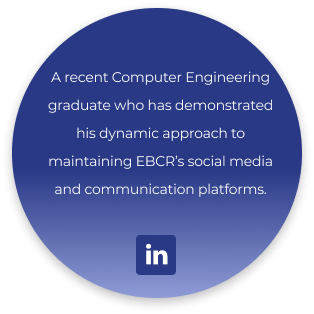 A recent Computer Engineering
graduate who has demonstrated
his dynamic approach to
maintaining EBCR's social media
and communication platforms.
in